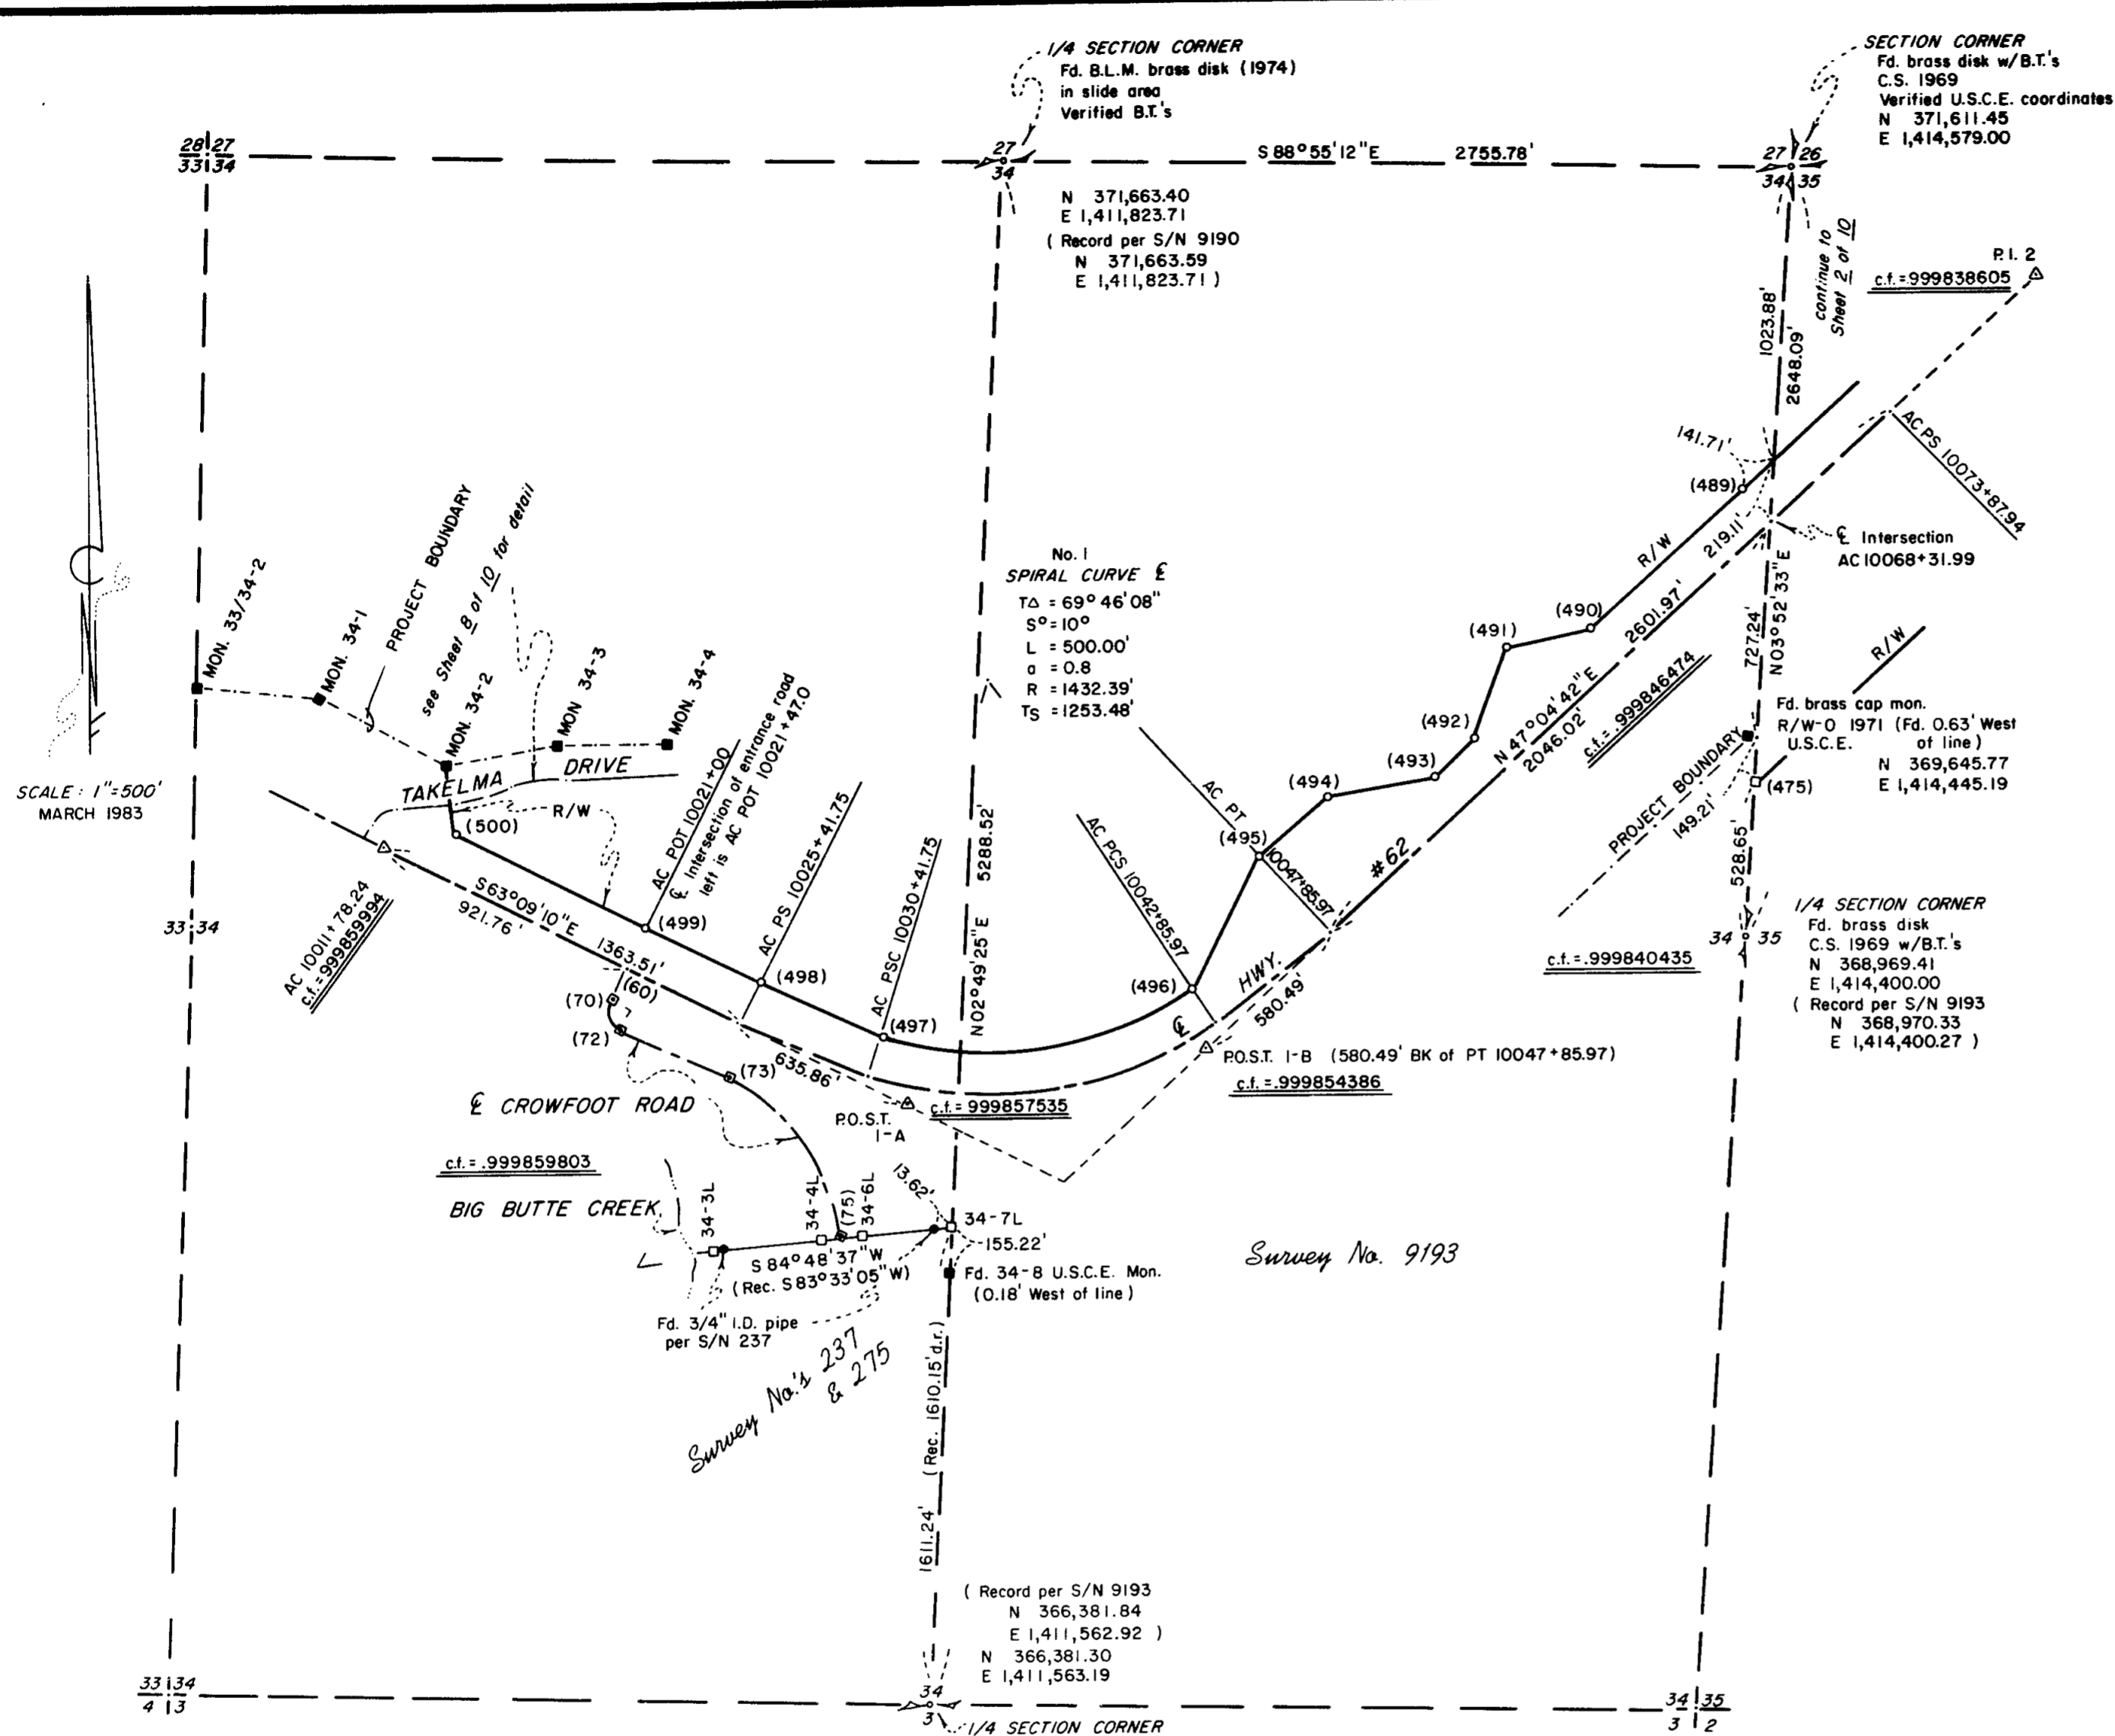 1/4 SECTION CORNER
Fd. B.L.M. brass disk (1974)
in slide area
Verified B.T.'s
SECTION CORNER
Fd. brass disk w/B.T.'s
C.S. 1969
Verified U.S.C.E. coordinates
N 371,611.45
E 1,414,579.00
28 27
33 34
27
34
S 88°55'12"E 2755.78'
27 26
34 35
N 371,663.40
E 1,411,823.71
( Record per S/N 9190
N 371,663.59
E 1,411,823.71 )
continue to
Sheet 2 of 10
P.I. 2
c.f.=.999838605
1023.88'
2648.09'
AC PS 10073+87.94
141.71'
(489)
219.11'
℄ Intersection
AC 10068+31.99
R/W
N03°52'33"E
727.24'
(490)
(491)
(492)
(493)
(494)
(495)
(496)
2601.97'
N 47°04'42"E
2046.02'
c.f.=.999846474
R/W
Fd. brass cap mon.
R/W-0 1971 (Fd. 0.63' West
U.S.C.E. of line)
N 369,645.77
E 1,414,445.19
(475)
PROJECT BOUNDARY
149.21'
528.65'
1/4 SECTION CORNER
Fd. brass disk
C.S. 1969 w/B.T.'s
N 368,969.41
E 1,414,400.00
( Record per S/N 9193
N 368,970.33
E 1,414,400.27 )
34 35
c.f.=.999840435
No. 1
SPIRAL CURVE ℄
T∆ = 69°46'08"
S°=10°
L = 500.00'
a = 0.8
R = 1432.39'
TS =1253.48'
AC PT
10047+85.97
AC PCS 10042+85.97
#62
HWY.
℄
580.49'
P.O.S.T. 1-B (580.49' BK of PT 10047+85.97)
c.f.=.999854386
5288.52'
N02°49'25"E
MON. 33/34-2
MON. 34-1
PROJECT BOUNDARY
see Sheet 8 of 10 for detail
MON. 34-2
MON 34-3
MON. 34-4
TAKELMA DRIVE
R/W
(500)
SCALE: 1"=500'
MARCH 1983
33 34
AC POT 10021+00
℄ Intersection of entrance road
left is AC POT 10021+47.0
AC PS 10025+41.75
AC PSC 10030+41.75
(499)
(498)
(497)
AC 10011+78.24
c.f.=.999859994
S63°09'10"E
921.76'
1363.51'
635.86'
(60)
(70)
(72)
(73)
℄ CROWFOOT ROAD
P.O.S.T.
1-A
c.f.= 999857535
c.f.=.999859803
BIG BUTTE CREEK
34-3L
34-4L
(75)
34-6L
13.62'
34-7L
155.22'
S 84°48'37"W
(Rec. S83°33'05"W)
Fd. 34-8 U.S.C.E. Mon.
(0.18' West of line)
Fd. 3/4" I.D. pipe
per S/N 237
Survey No. 9193
Survey No.'s 237
& 275
(Rec. 1610.15'd.r.)
1611.24'
( Record per S/N 9193
N 366,381.84
E 1,411,562.92 )
N 366,381.30
E 1,411,563.19
33 34
4 3
34
3
1/4 SECTION CORNER
34 35
3 2